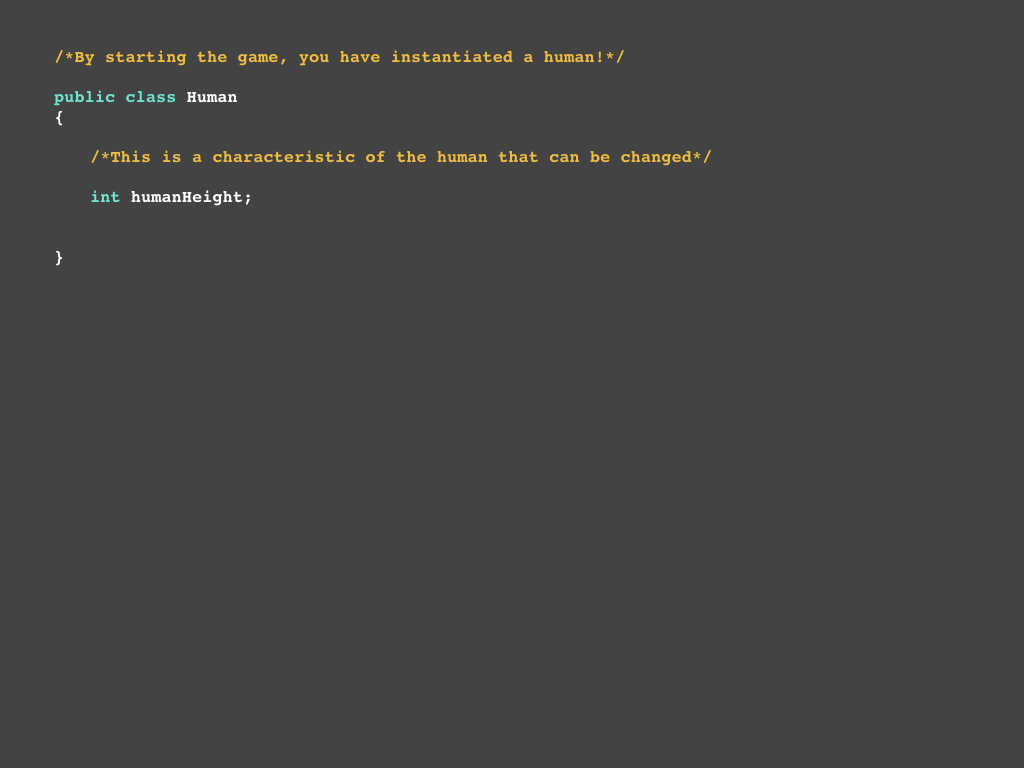 /*By starting the game, you have instantiated a human!*/
public class Human
{
/*This is a characteristic of the human that can be changed*/
int humanHeight;
}